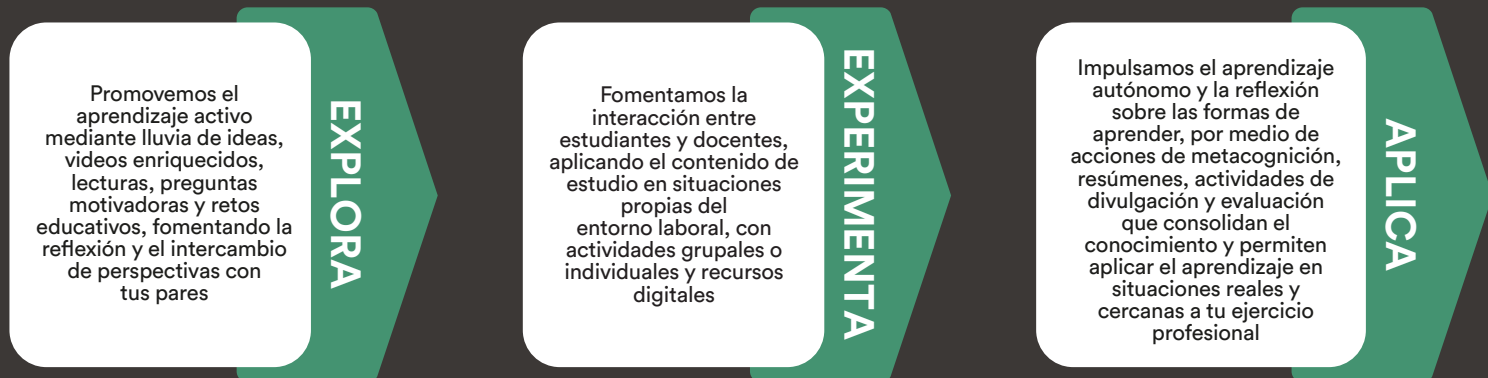 Promovemos el
aprendizaje activo
mediante lluvia de ideas,
videos enriquecidos,
lecturas, preguntas
motivadoras y retos
educativos, fomentando la
reflexión y el intercambio
de perspectivas con
tus pares
EXPLORA
Fomentamos la
interacción entre
estudiantes y docentes,
aplicando el contenido de
estudio en situaciones
propias del
entorno laboral, con
actividades grupales o
individuales y recursos
digitales
EXPERIMENTA
Impulsamos el aprendizaje
autónomo y la reflexión
sobre las formas de
aprender, por medio de
acciones de metacognición,
resúmenes, actividades de
divulgación y evaluación
que consolidan el
conocimiento y permiten
aplicar el aprendizaje en
situaciones reales y
cercanas a tu ejercicio
profesional
APLICA